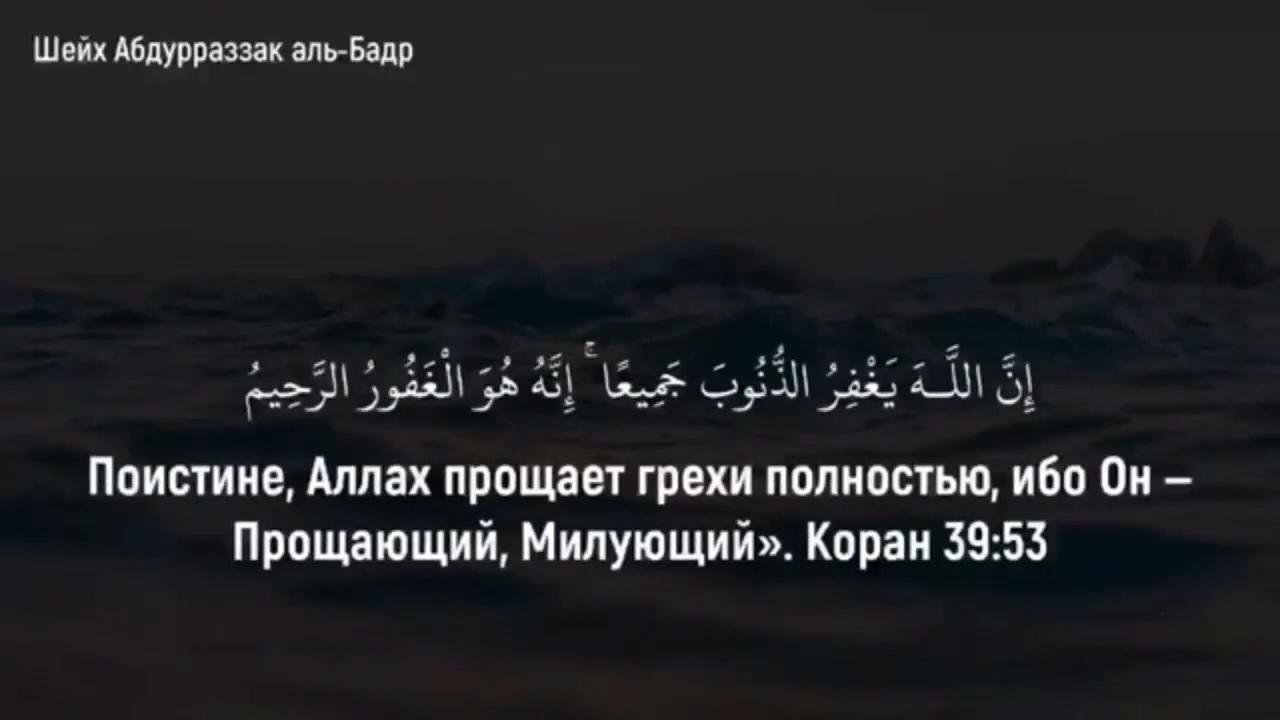 Шейх Абдурраззак аль-Бадр
إِنَّ اللَّـهَ يَغْفِرُ الذُّنُوبَ جَمِيعًا ۚ إِنَّهُ هُوَ الْغَفُورُ الرَّحِيمُ
Поистине, Аллах прощает грехи полностью, ибо Он –
Прощающий, Милующий». Коран 39:53